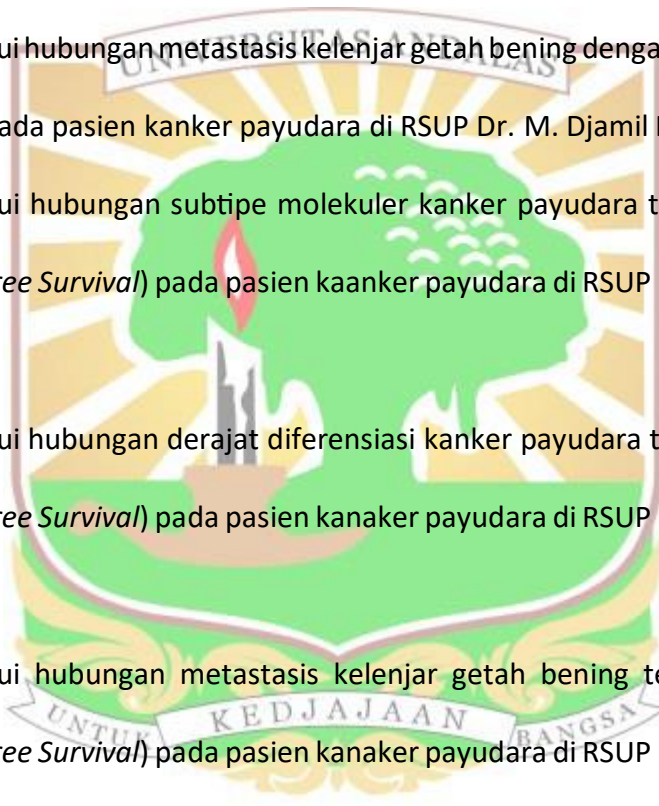 UNIVERSITAS ANDALAS
ui hubungan metastasis kelenjar getah bening denga
ada pasien kanker payudara di RSUP Dr. M. Djamil
ui hubungan subtipe molekuler kanker payudara t
ree Survival) pada pasien kaanker payudara di RSUP
ui hubungan derajat diferensiasi kanker payudara t
ree Survival) pada pasien kanaker payudara di RSUP
ui hubungan metastasis kelenjar getah bening te
UNTUK KEDJAJAAN BANGSA
ree Survival) pada pasien kanaker payudara di RSUP